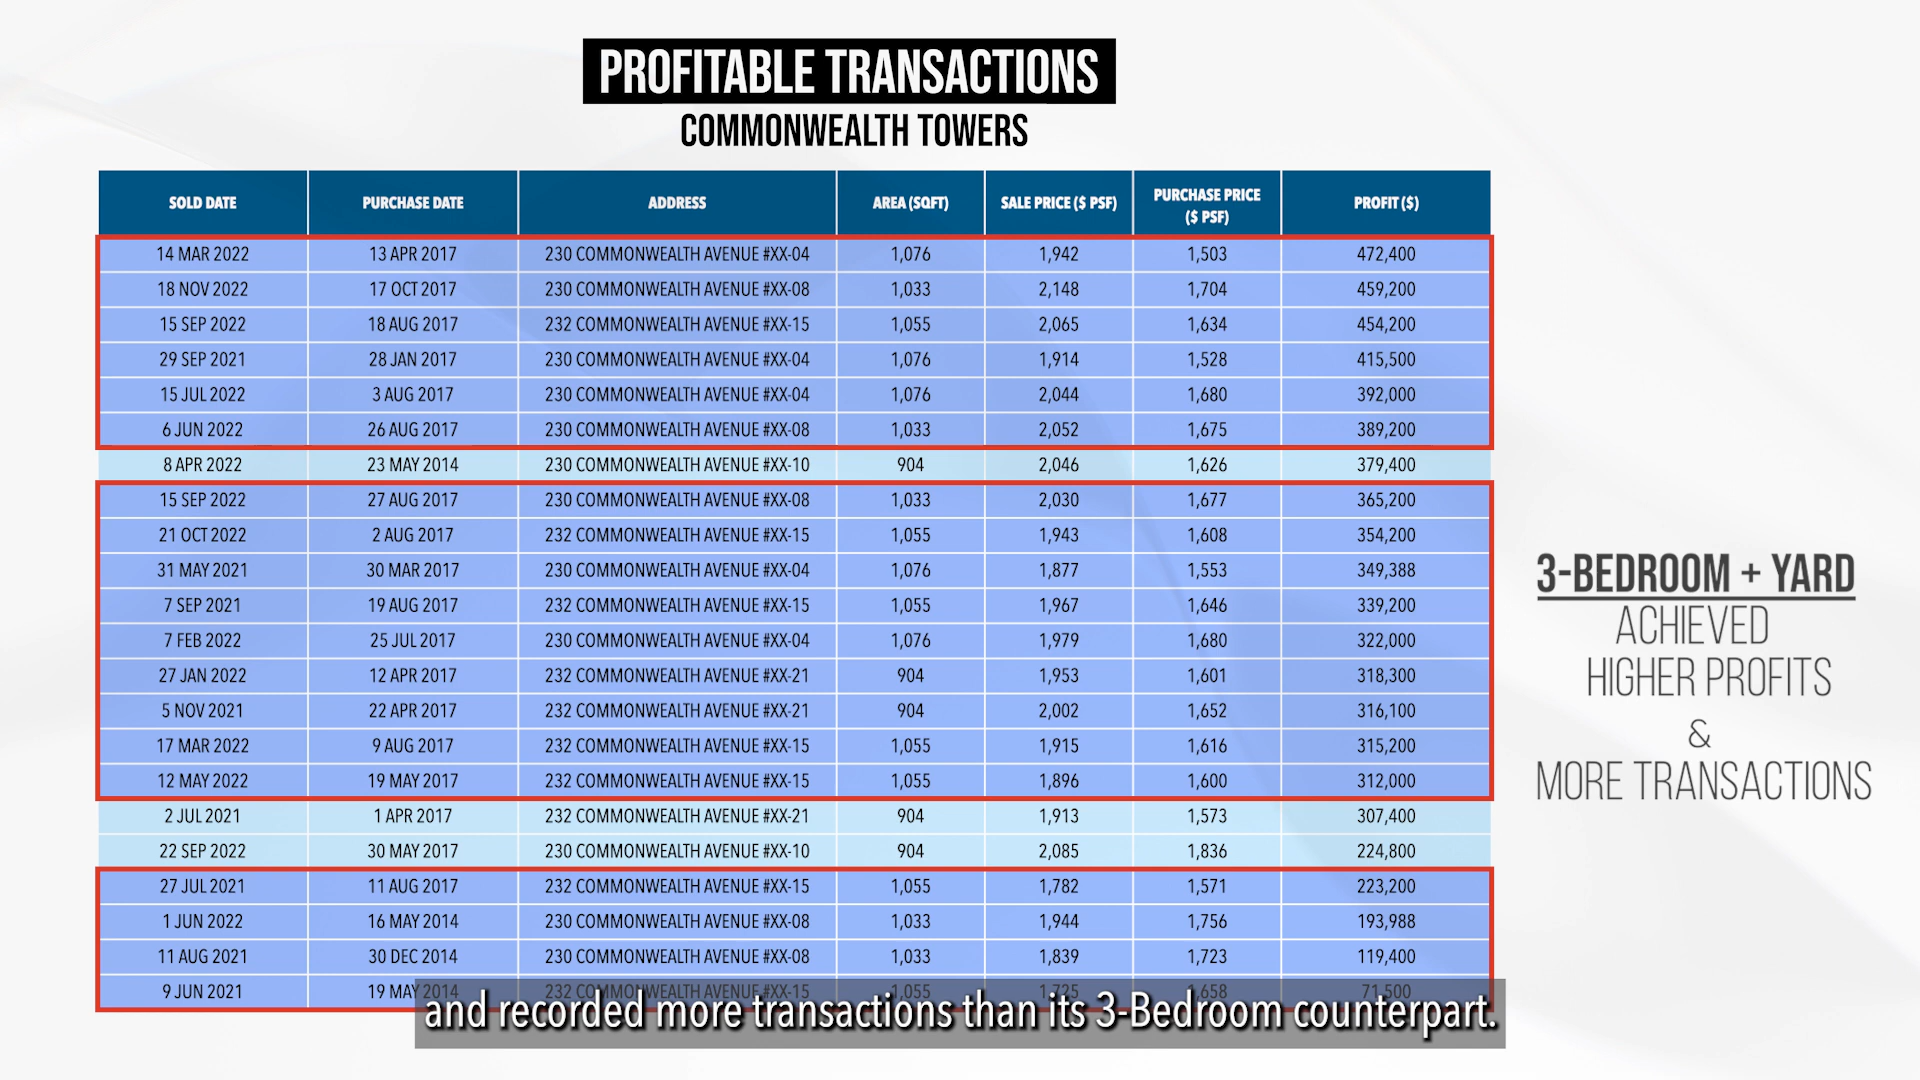 PROFITABLE TRANSACTIONS
COMMONWEALTH TOWERS
SOLD DATE PURCHASE DATE ADDRESS AREA (SQFT) SALE PRICE ($ PSF) PURCHASE PRICE ($ PSF) PROFIT ($)
14 MAR 2022 13 APR 2017 230 COMMONWEALTH AVENUE #XX-04 1,076 1,942 1,503 472,400
18 NOV 2022 17 OCT 2017 230 COMMONWEALTH AVENUE #XX-08 1,033 2,148 1,704 459,200
15 SEP 2022 18 AUG 2017 232 COMMONWEALTH AVENUE #XX-15 1,055 2,065 1,634 454,200
29 SEP 2021 28 JAN 2017 230 COMMONWEALTH AVENUE #XX-04 1,076 1,914 1,528 415,500
15 JUL 2022 3 AUG 2017 230 COMMONWEALTH AVENUE #XX-04 1,076 2,044 1,680 392,000
6 JUN 2022 26 AUG 2017 230 COMMONWEALTH AVENUE #XX-08 1,033 2,052 1,675 389,200
8 APR 2022 23 MAY 2014 230 COMMONWEALTH AVENUE #XX-10 904 2,046 1,626 379,400
15 SEP 2022 27 AUG 2017 230 COMMONWEALTH AVENUE #XX-08 1,033 2,030 1,677 365,200
21 OCT 2022 2 AUG 2017 232 COMMONWEALTH AVENUE #XX-15 1,055 1,943 1,608 354,200
31 MAY 2021 30 MAR 2017 230 COMMONWEALTH AVENUE #XX-04 1,076 1,877 1,553 349,388
7 SEP 2021 19 AUG 2017 232 COMMONWEALTH AVENUE #XX-15 1,055 1,967 1,646 339,200
7 FEB 2022 25 JUL 2017 230 COMMONWEALTH AVENUE #XX-04 1,076 1,979 1,680 322,000
27 JAN 2022 12 APR 2017 232 COMMONWEALTH AVENUE #XX-21 904 1,953 1,601 318,300
5 NOV 2021 22 APR 2017 232 COMMONWEALTH AVENUE #XX-21 904 2,002 1,652 316,100
17 MAR 2022 9 AUG 2017 232 COMMONWEALTH AVENUE #XX-15 1,055 1,915 1,616 315,200
12 MAY 2022 19 MAY 2017 232 COMMONWEALTH AVENUE #XX-15 1,055 1,896 1,600 312,000
2 JUL 2021 1 APR 2017 232 COMMONWEALTH AVENUE #XX-21 904 1,913 1,573 307,400
22 SEP 2022 30 MAY 2017 230 COMMONWEALTH AVENUE #XX-10 904 2,085 1,836 224,800
27 JUL 2021 11 AUG 2017 232 COMMONWEALTH AVENUE #XX-15 1,055 1,782 1,571 223,200
1 JUN 2022 16 MAY 2014 230 COMMONWEALTH AVENUE #XX-08 1,033 1,944 1,756 193,988
11 AUG 2021 30 DEC 2014 230 COMMONWEALTH AVENUE #XX-08 1,033 1,839 1,723 119,400
9 JUN 2021 19 MAY 2014 232 COMMONWEALTH AVENUE #XX-15 1,055 1,725 1,658 71,500
3-BEDROOM + YARD
ACHIEVED
HIGHER PROFITS
&
MORE TRANSACTIONS
and recorded more transactions than its 3-Bedroom counterpart.